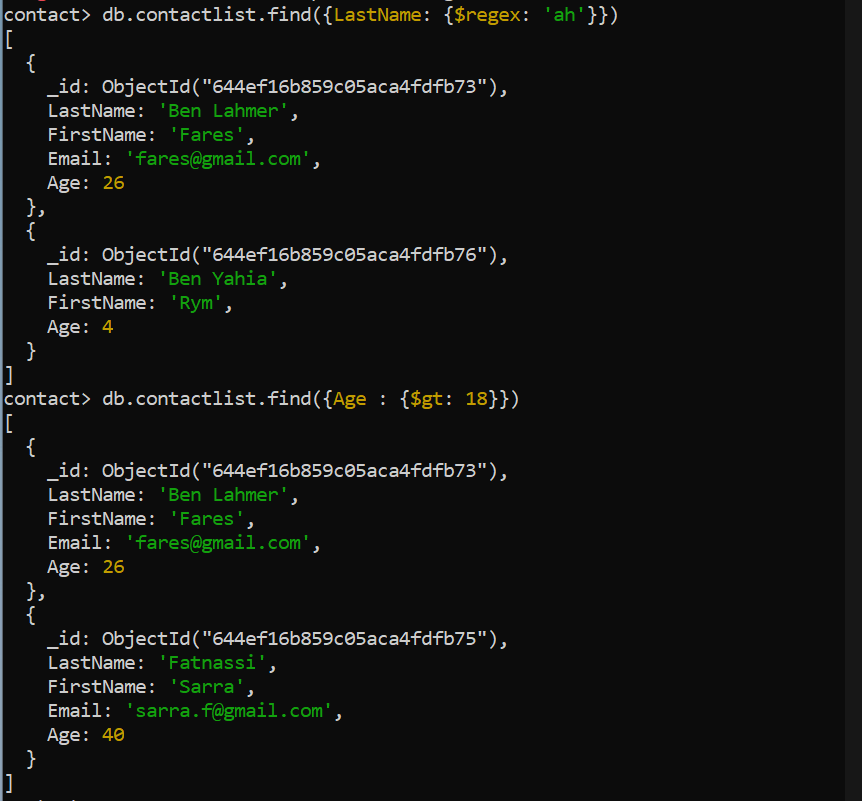 contact> db.contactlist.find({LastName: {$regex: 'ah'}})
[
  {
    _id: ObjectId("644ef16b859c05aca4fdfb73"),
    LastName: 'Ben Lahmer',
    FirstName: 'Fares',
    Email: 'fares@gmail.com',
    Age: 26
  },
  {
    _id: ObjectId("644ef16b859c05aca4fdfb76"),
    LastName: 'Ben Yahia',
    FirstName: 'Rym',
    Age: 4
  }
]
contact> db.contactlist.find({Age : {$gt: 18}})
[
  {
    _id: ObjectId("644ef16b859c05aca4fdfb73"),
    LastName: 'Ben Lahmer',
    FirstName: 'Fares',
    Email: 'fares@gmail.com',
    Age: 26
  },
  {
    _id: ObjectId("644ef16b859c05aca4fdfb75"),
    LastName: 'Fatnassi',
    FirstName: 'Sarra',
    Email: 'sarra.f@gmail.com',
    Age: 40
  }
]